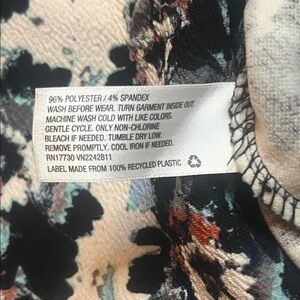 96% POLYESTER / 4% SPANDEX
WASH BEFORE WEAR. TURN GARMENT INSIDE OUT.
MACHINE WASH COLD WITH LIKE COLORS.
GENTLE CYCLE. ONLY NON-CHLORINE
BLEACH IF NEEDED. TUMBLE DRY LOW.
REMOVE PROMPTLY. COOL IRON IF NEEDED.
RN17730 VN2242811
LABEL MADE FROM 100% RECYCLED PLASTIC